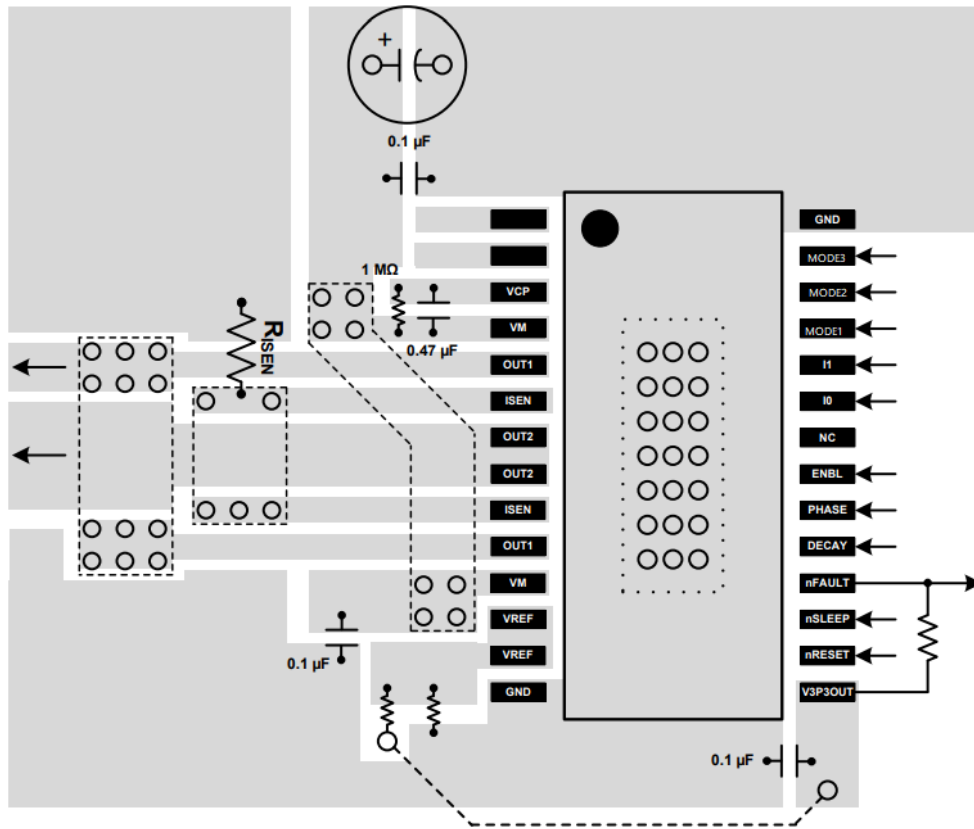 +
0.1 µF
GND
MODE3
1 MΩ
VCP
MODE2
VM
MODE1
RISEN
0.47 µF
OUT1
I1
ISEN
I0
OUT2
NC
OUT2
ENBL
ISEN
PHASE
OUT1
DECAY
VM
nFAULT
VREF
nSLEEP
0.1 µF
VREF
nRESET
GND
V3P3OUT
0.1 µF